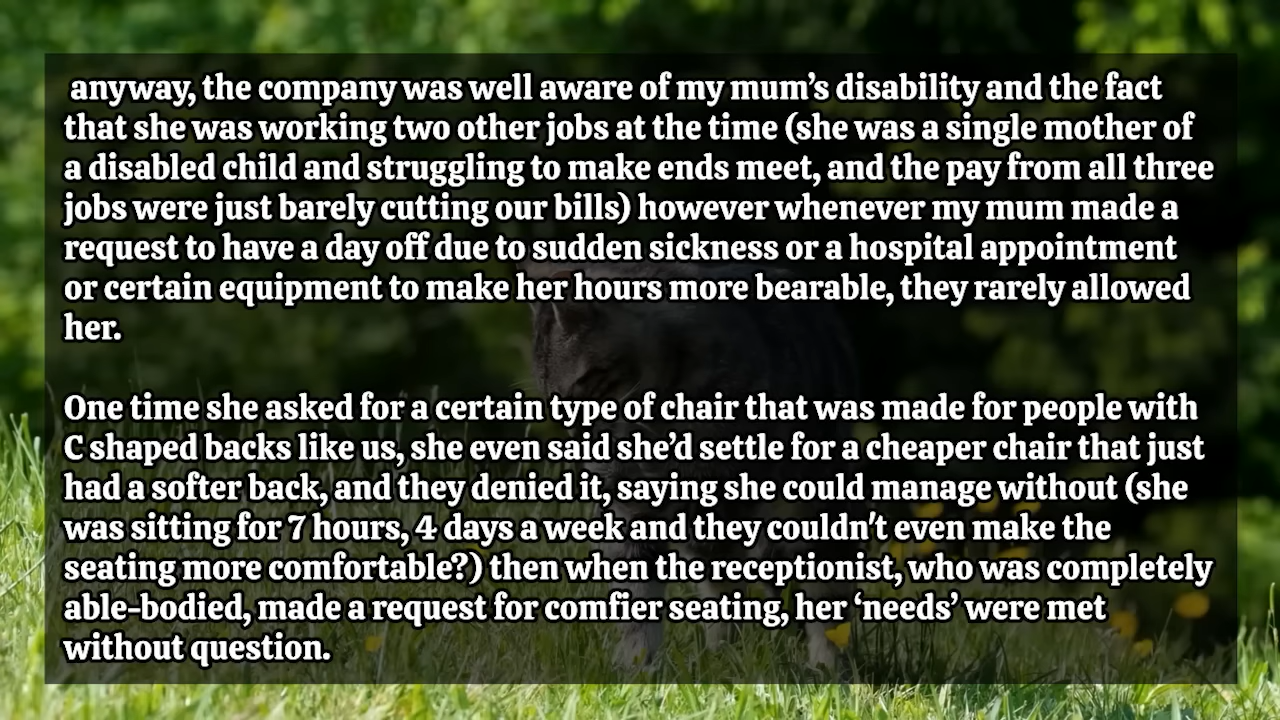 anyway, the company was well aware of my mum’s disability and the fact
that she was working two other jobs at the time (she was a single mother of
a disabled child and struggling to make ends meet, and the pay from all three
jobs were just barely cutting our bills) however whenever my mum made a
request to have a day off due to sudden sickness or a hospital appointment
or certain equipment to make her hours more bearable, they rarely allowed
her.
One time she asked for a certain type of chair that was made for people with
C shaped backs like us, she even said she’d settle for a cheaper chair that just
had a softer back, and they denied it, saying she could manage without (she
was sitting for 7 hours, 4 days a week and they couldn't even make the
seating more comfortable?) then when the receptionist, who was completely
able-bodied, made a request for comfier seating, her ‘needs’ were met
without question.